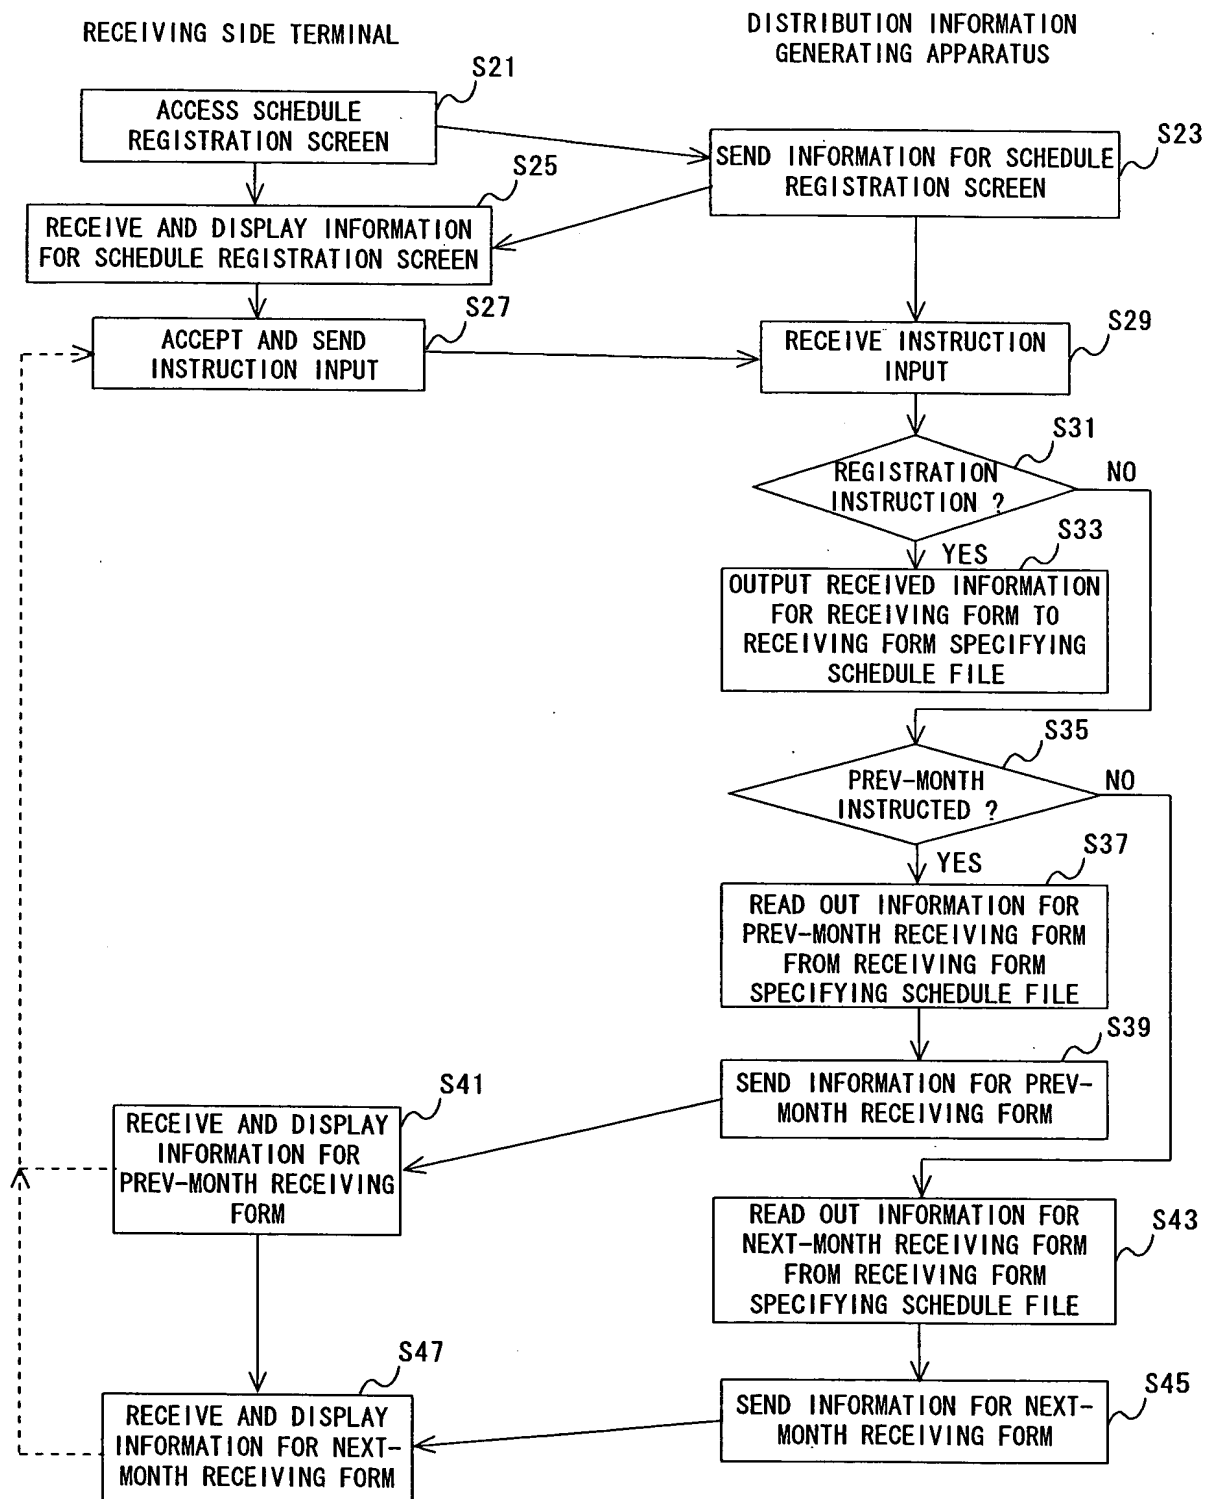 RECEIVING SIDE TERMINAL
DISTRIBUTION INFORMATION
GENERATING APPARATUS
S21
ACCESS SCHEDULE
REGISTRATION SCREEN
S23
SEND INFORMATION FOR SCHEDULE
REGISTRATION SCREEN
S25
RECEIVE AND DISPLAY INFORMATION
FOR SCHEDULE REGISTRATION SCREEN
S27
ACCEPT AND SEND
INSTRUCTION INPUT
S29
RECEIVE INSTRUCTION
INPUT
S31
REGISTRATION
INSTRUCTION ?
NO
YES
S33
OUTPUT RECEIVED INFORMATION
FOR RECEIVING FORM TO
RECEIVING FORM SPECIFYING
SCHEDULE FILE
S35
PREV-MONTH
INSTRUCTED ?
NO
YES
S37
READ OUT INFORMATION FOR
PREV-MONTH RECEIVING FORM
FROM RECEIVING FORM
SPECIFYING SCHEDULE FILE
S39
SEND INFORMATION FOR PREV-
MONTH RECEIVING FORM
S41
RECEIVE AND DISPLAY
INFORMATION FOR
PREV-MONTH RECEIVING
FORM
S43
READ OUT INFORMATION FOR
NEXT-MONTH RECEIVING FORM
FROM RECEIVING FORM
SPECIFYING SCHEDULE FILE
S45
SEND INFORMATION FOR NEXT-
MONTH RECEIVING FORM
S47
RECEIVE AND DISPLAY
INFORMATION FOR NEXT-
MONTH RECEIVING FORM